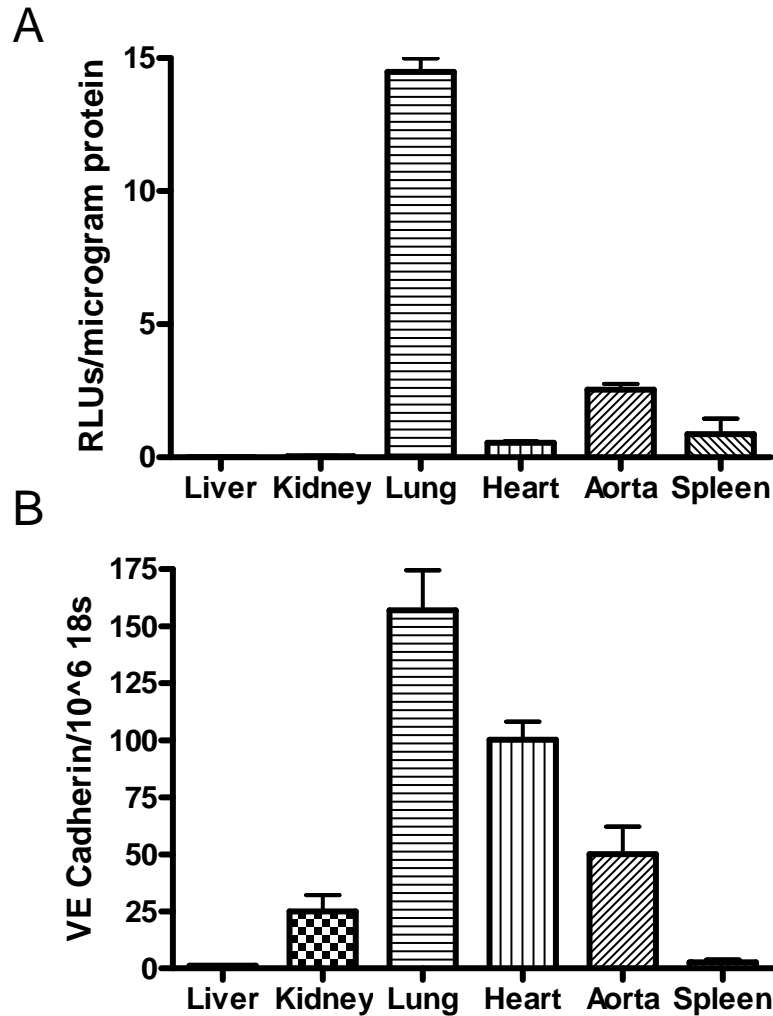 A
RLUs/microgram protein
15
10
5
0
Liver Kidney Lung Heart Aorta Spleen
B
VE Cadherin/10^6 18s
175
150
125
100
75
50
25
0
Liver Kidney Lung Heart Aorta Spleen